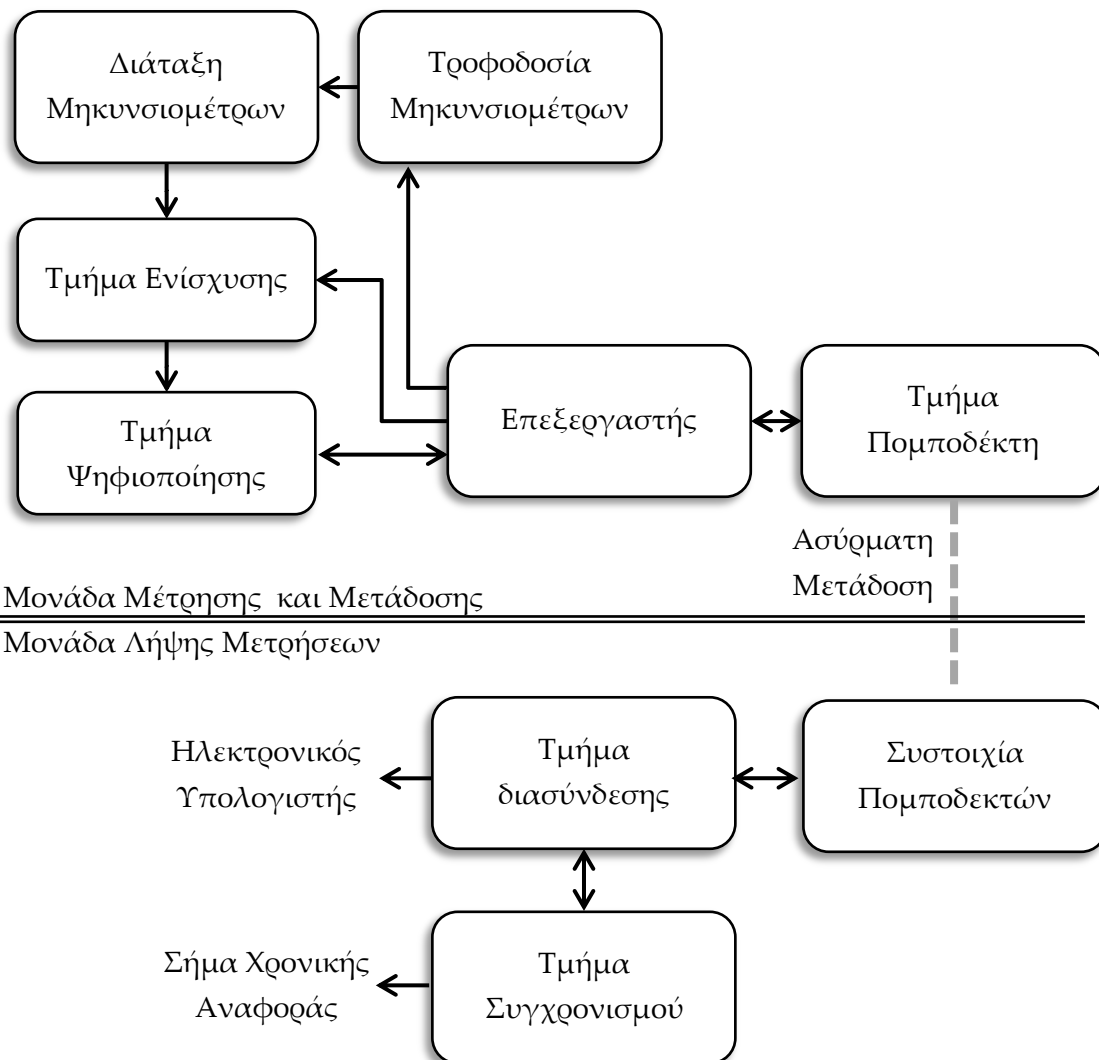 Διάταξη
Μηκυνσιομέτρων
Τροφοδοσία
Μηκυνσιομέτρων
Τμήμα Ενίσχυσης
Τμήμα
Ψηφιοποίησης
Επεξεργαστής
Τμήμα
Πομποδέκτη
Ασύρματη
Μετάδοση
Μονάδα Μέτρησης και Μετάδοσης
Μονάδα Λήψης Μετρήσεων
Ηλεκτρονικός
Υπολογιστής
Τμήμα
διασύνδεσης
Συστοιχία
Πομποδεκτών
Σήμα Χρονικής
Αναφοράς
Τμήμα
Συγχρονισμού